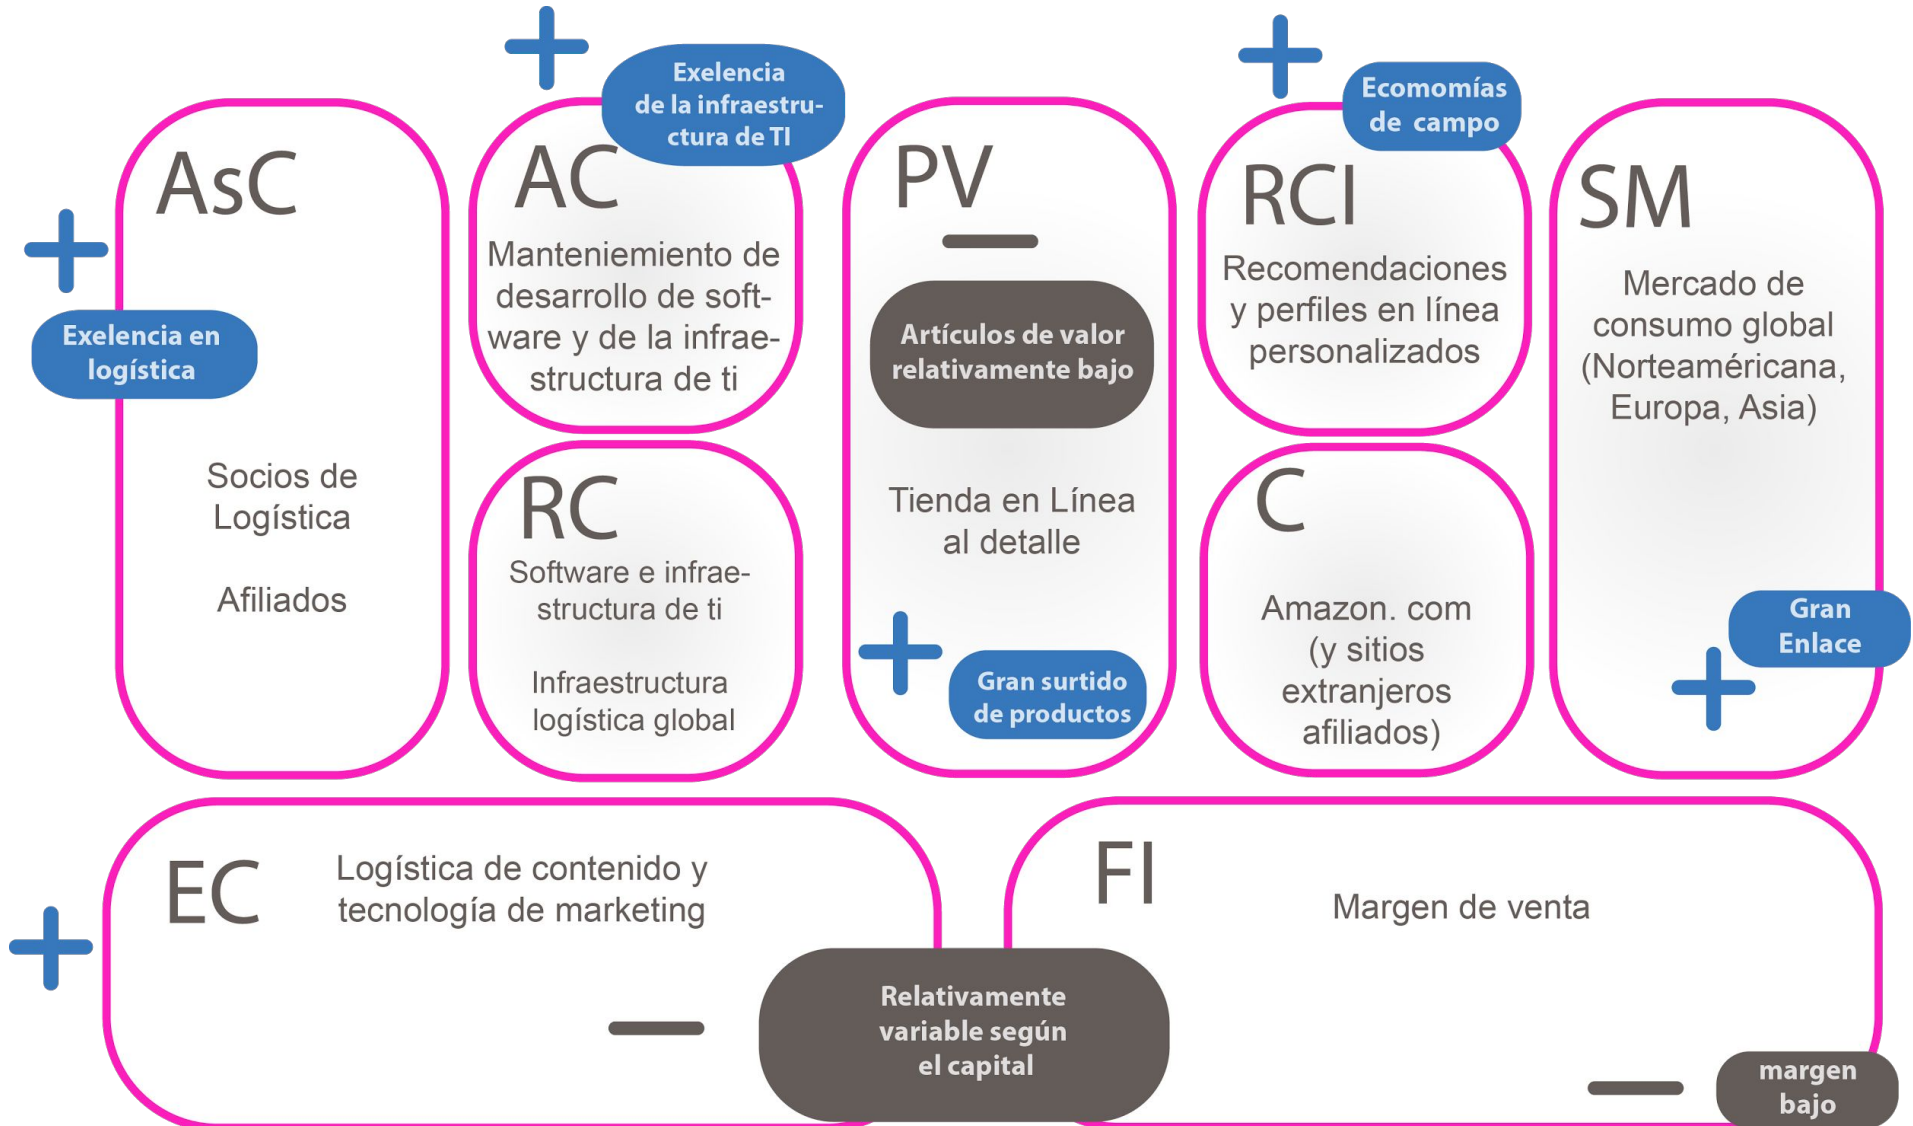 AsC
Exelencia en
logística
Socios de
Logística
Afiliados
Exelencia
de la infraestru-
ctura de TI
AC
Manteniemiento de
desarrollo de soft-
ware y de la infrae-
structura de ti
RC
Software e infrae-
structura de ti
Infraestructura
logística global
PV
Artículos de valor
relativamente bajo
Tienda en Línea
al detalle
Gran surtido
de productos
Ecomomías
de campo
RCI
Recomendaciones
y perfiles en línea
personalizados
C
Amazon. com
(y sitios
extranjeros
afiliados)
SM
Mercado de
consumo global
(Norteaméricana,
Europa, Asia)
Gran
Enlace
EC
Logística de contenido y
tecnología de marketing
Relativamente
variable según
el capital
FI
Margen de venta
margen
bajo